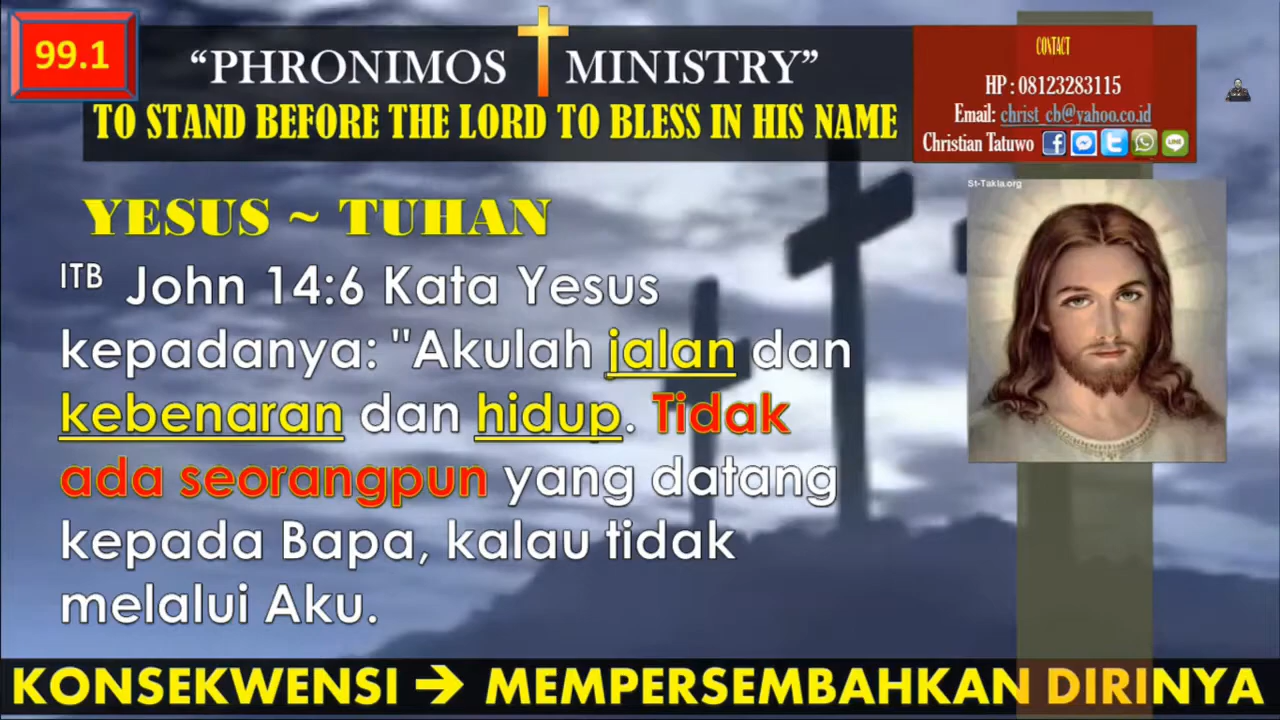 99.1
“PHRONIMOS MINISTRY”
TO STAND BEFORE THE LORD TO BLESS IN HIS NAME
CONTACT
HP : 08123283115
Email: christ_cb@yahoo.co.id
Christian Tatuwo
St-Takla.org
YESUS ~ TUHAN
ITB John 14:6 Kata Yesus
kepadanya: "Akulah jalan dan
kebenaran dan hidup. Tidak
ada seorangpun yang datang
kepada Bapa, kalau tidak
melalui Aku.
KONSEKWENSI → MEMPERSEMBAHKAN DIRINYA